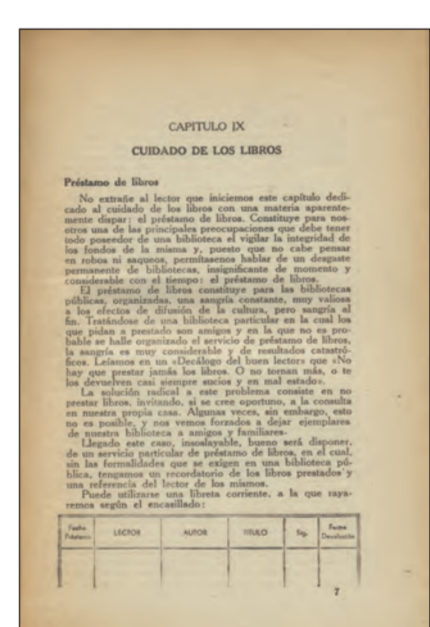 CAPITULO IX
CUIDADO DE LOS LIBROS
Préstamo de libros
No extrañe al lector que iniciemos este capítulo dedi-
cado al cuidado de los libros con una materia aparente-
mente dispar: el préstamo de libros. Constituye para nos-
otros una de las principales preocupaciones que debe tener
todo poseedor de una biblioteca el vigilar la integridad de
los fondos de la misma y, puesto que no cabe pensar
en robos ni saqueos, permítasenos hablar de un desgaste
permanente de bibliotecas, insignificante de momento y
considerable con el tiempo: el préstamo de libros.
El préstamo de libros constituye para las bibliotecas
públicas, organizadas, una sangría constante, muy valiosa
a los efectos de difusión de la cultura, pero sangría al
fin. Tratándose de una biblioteca particular en la cual los
que pidan a prestado son amigos y en la que no es pro-
bable se halle organizado el servicio de préstamo de libros,
la sangría es muy considerable y de resultados catastró-
ficos. Leíamos en un «Decálogo del buen lector» que «No
hay que prestar jamás los libros. O no tornan más, o te
los devuelven casi siempre sucios y en mal estado».
La solución radical a este problema consiste en no
prestar libros, invitando, si se cree oportuno, a la consulta
en nuestra propia casa. Algunas veces, sin embargo, esto
no es posible, y nos vemos forzados a dejar ejemplares
de nuestra biblioteca a amigos y familiares.
Llegado este caso, insoslayable, bueno será disponer,
de un servicio particular de préstamo de libros, en el cual,
sin las formalidades que se exigen en una biblioteca pú-
blica, tengamos un recordatorio de los libros prestados y
una referencia del lector de los mismos.
Puede utilizarse una libreta corriente, a la que raya-
remos según el encasillado:
Fecha Préstamo LECTOR AUTOR TITULO Sig. Fecha Devolución
7